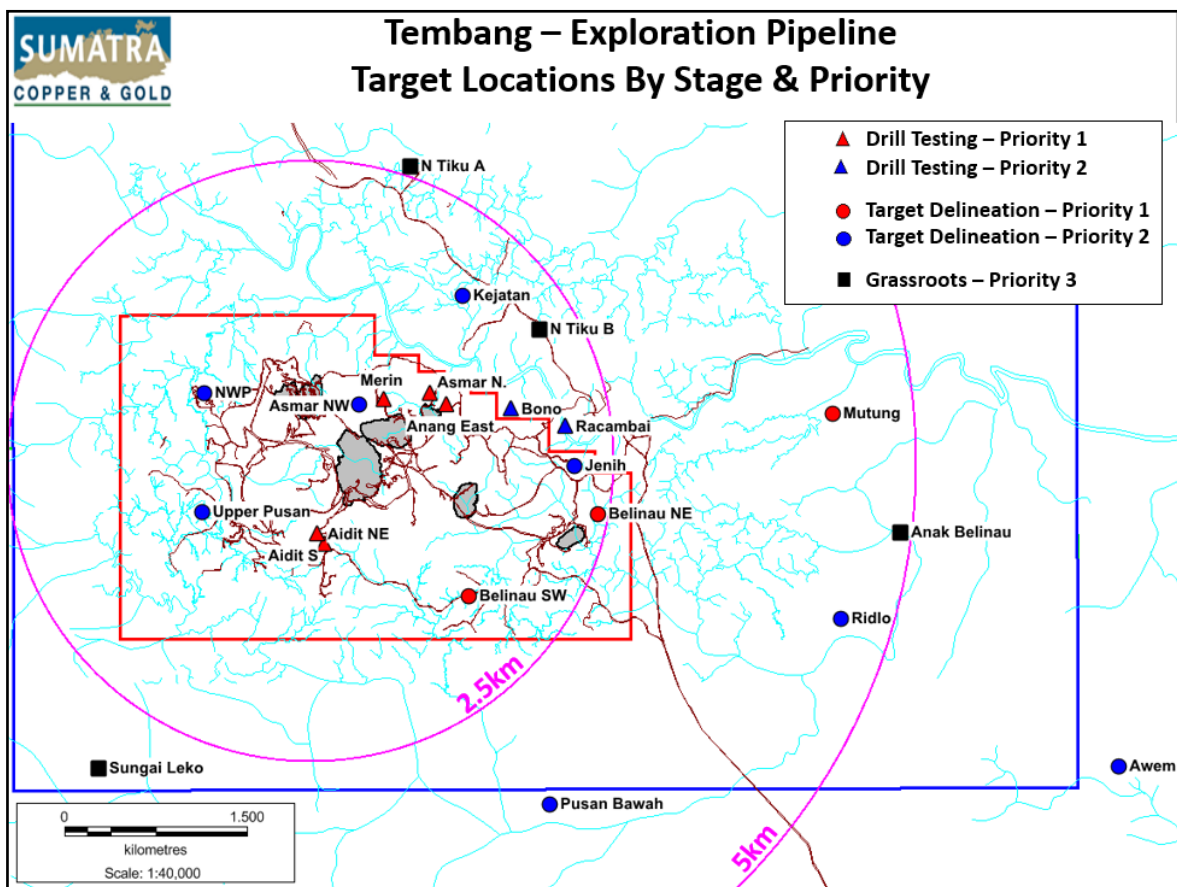 SUMATRA
COPPER & GOLD
Tembang – Exploration Pipeline
Target Locations By Stage & Priority
Drill Testing – Priority 1
Drill Testing – Priority 2
Target Delineation – Priority 1
Target Delineation – Priority 2
Grassroots – Priority 3
N Tiku A
Kejatan
N Tiku B
Merin
Asmar N.
NWP
Asmar NW
Bono
Mutung
Anang East
Racambai
Jenih
Upper Pusan
Belinau NE
Aidit NE
Anak Belinau
Aidit S
Belinau SW
Ridlo
2.5km
Sungai Leko
Awem
Pusan Bawah
5km
0 1.500
kilometres
Scale: 1:40,000